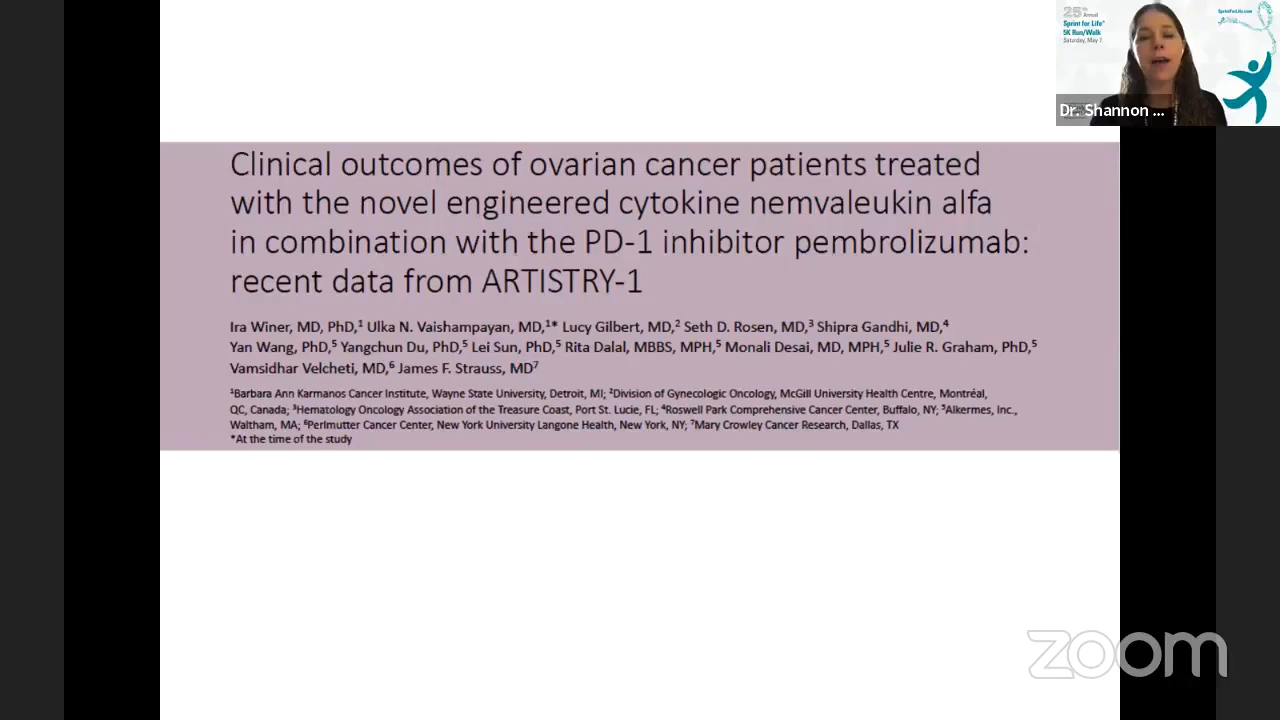 25th Annual
Sprint for Life®
5K Run/Walk
Saturday, May 7
SprintForLife.com
Dr. Shannon ...
Clinical outcomes of ovarian cancer patients treated
with the novel engineered cytokine nemvaleukin alfa
in combination with the PD-1 inhibitor pembrolizumab:
recent data from ARTISTRY-1
Ira Winer, MD, PhD,¹ Ulka N. Vaishampayan, MD,¹* Lucy Gilbert, MD,² Seth D. Rosen, MD,³ Shipra Gandhi, MD,⁴
Yan Wang, PhD,⁵ Yangchun Du, PhD,⁵ Lei Sun, PhD,⁵ Rita Dalal, MBBS, MPH,⁵ Monali Desai, MD, MPH,⁵ Julie R. Graham, PhD,⁵
Vamsidhar Velcheti, MD,⁶ James F. Strauss, MD⁷
¹Barbara Ann Karmanos Cancer Institute, Wayne State University, Detroit, MI; ²Division of Gynecologic Oncology, McGill University Health Centre, Montréal,
QC, Canada; ³Hematology Oncology Association of the Treasure Coast, Port St. Lucie, FL; ⁴Roswell Park Comprehensive Cancer Center, Buffalo, NY; ⁵Alkermes, Inc.,
Waltham, MA; ⁶Perlmutter Cancer Center, New York University Langone Health, New York, NY; ⁷Mary Crowley Cancer Research, Dallas, TX
*At the time of the study
zoom